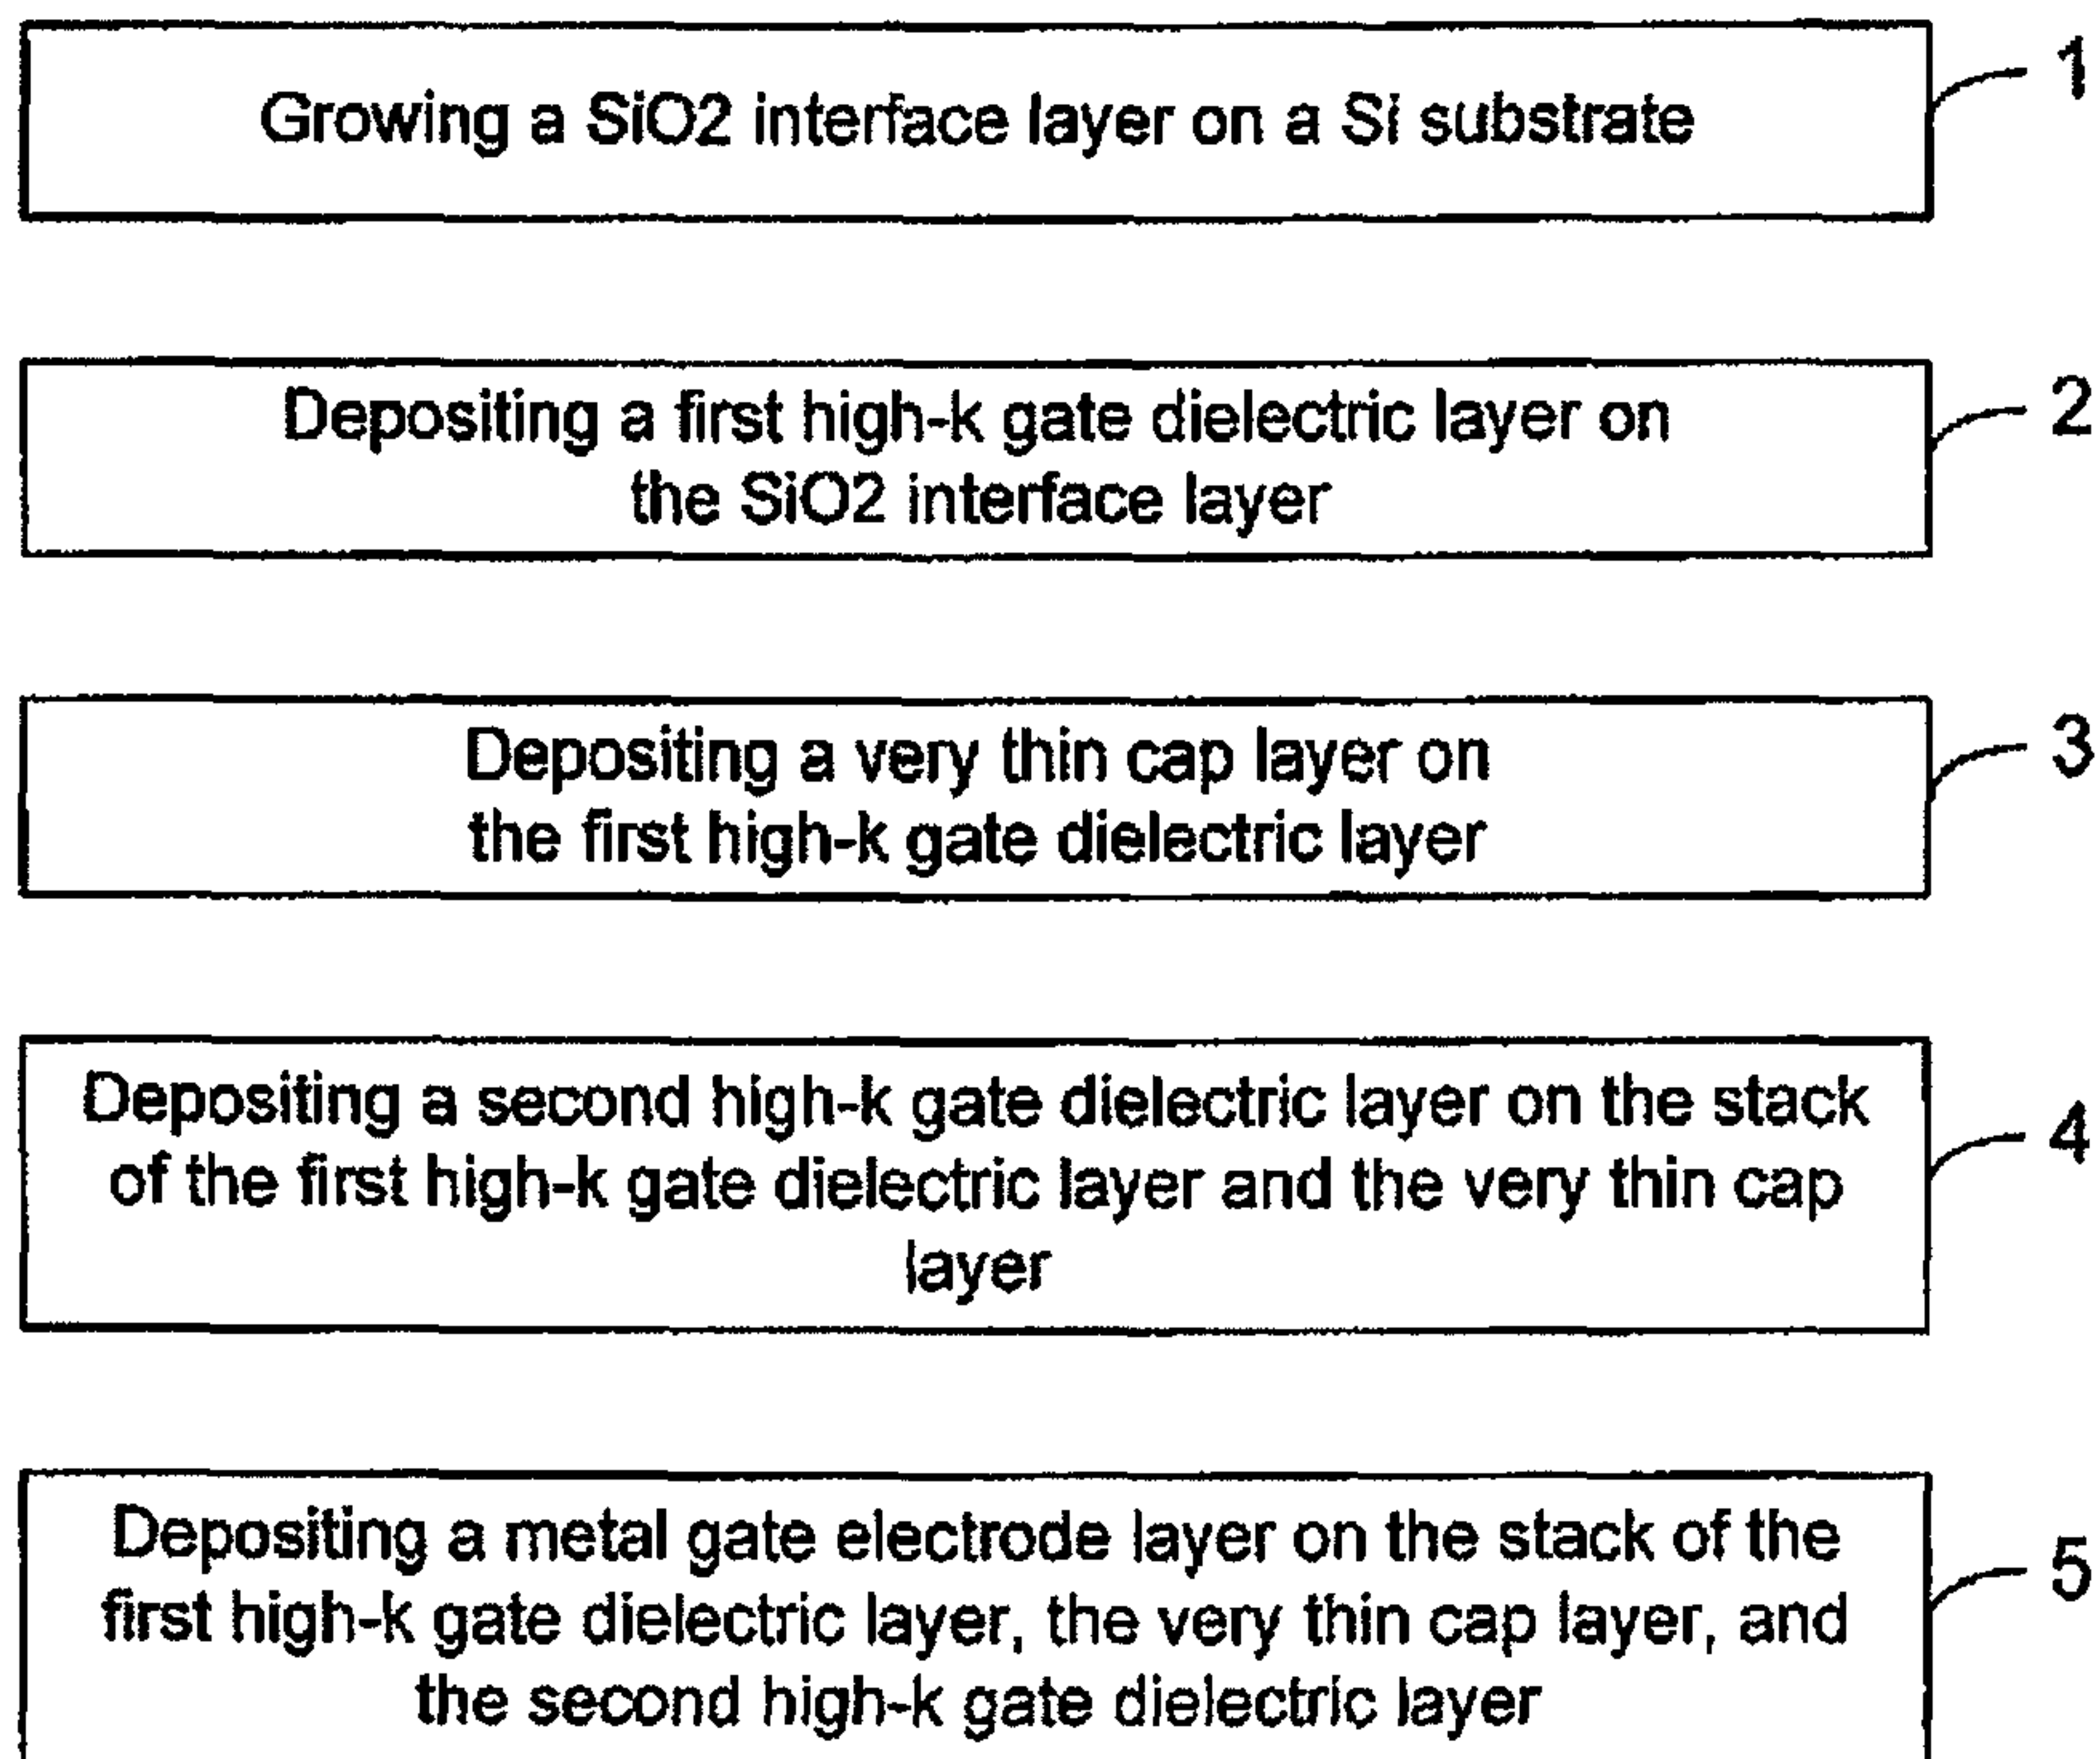 Growing a SiO2 interface layer on a Si substrate
1
Depositing a first high-k gate dielectric layer on
the SiO2 interface layer
2
Depositing a very thin cap layer on
the first high-k gate dielectric layer
3
Depositing a second high-k gate dielectric layer on the stack
of the first high-k gate dielectric layer and the very thin cap
layer
4
Depositing a metal gate electrode layer on the stack of the
first high-k gate dielectric layer, the very thin cap layer, and
the second high-k gate dielectric layer
5